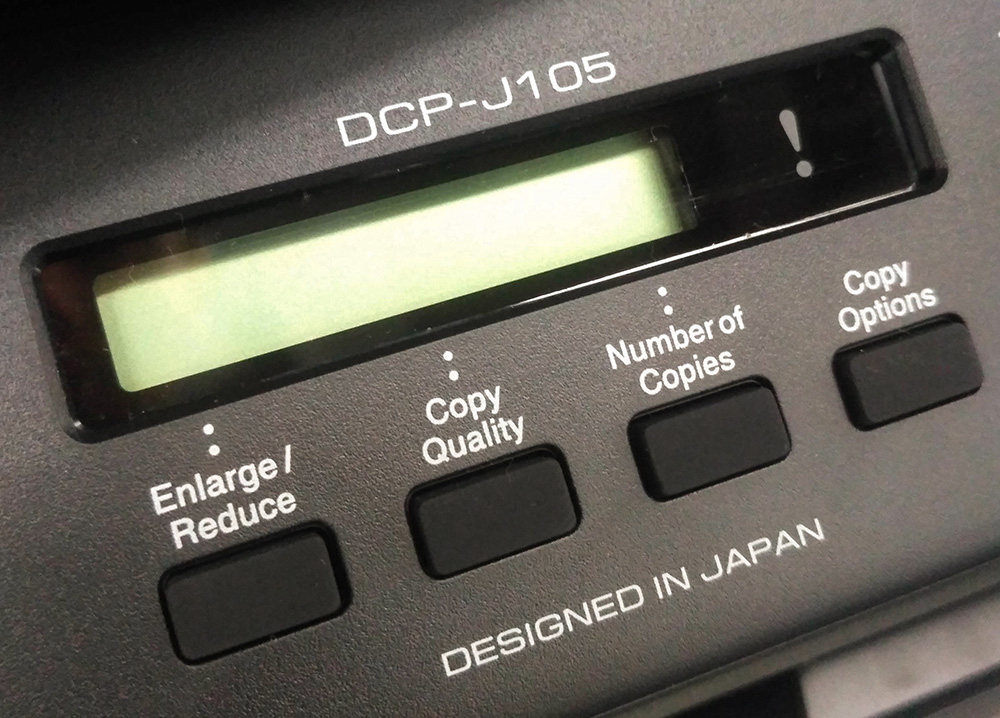 DCP-J105
!
Enlarge /
Reduce
Copy
Quality
Number of
Copies
Copy
Options
DESIGNED IN JAPAN